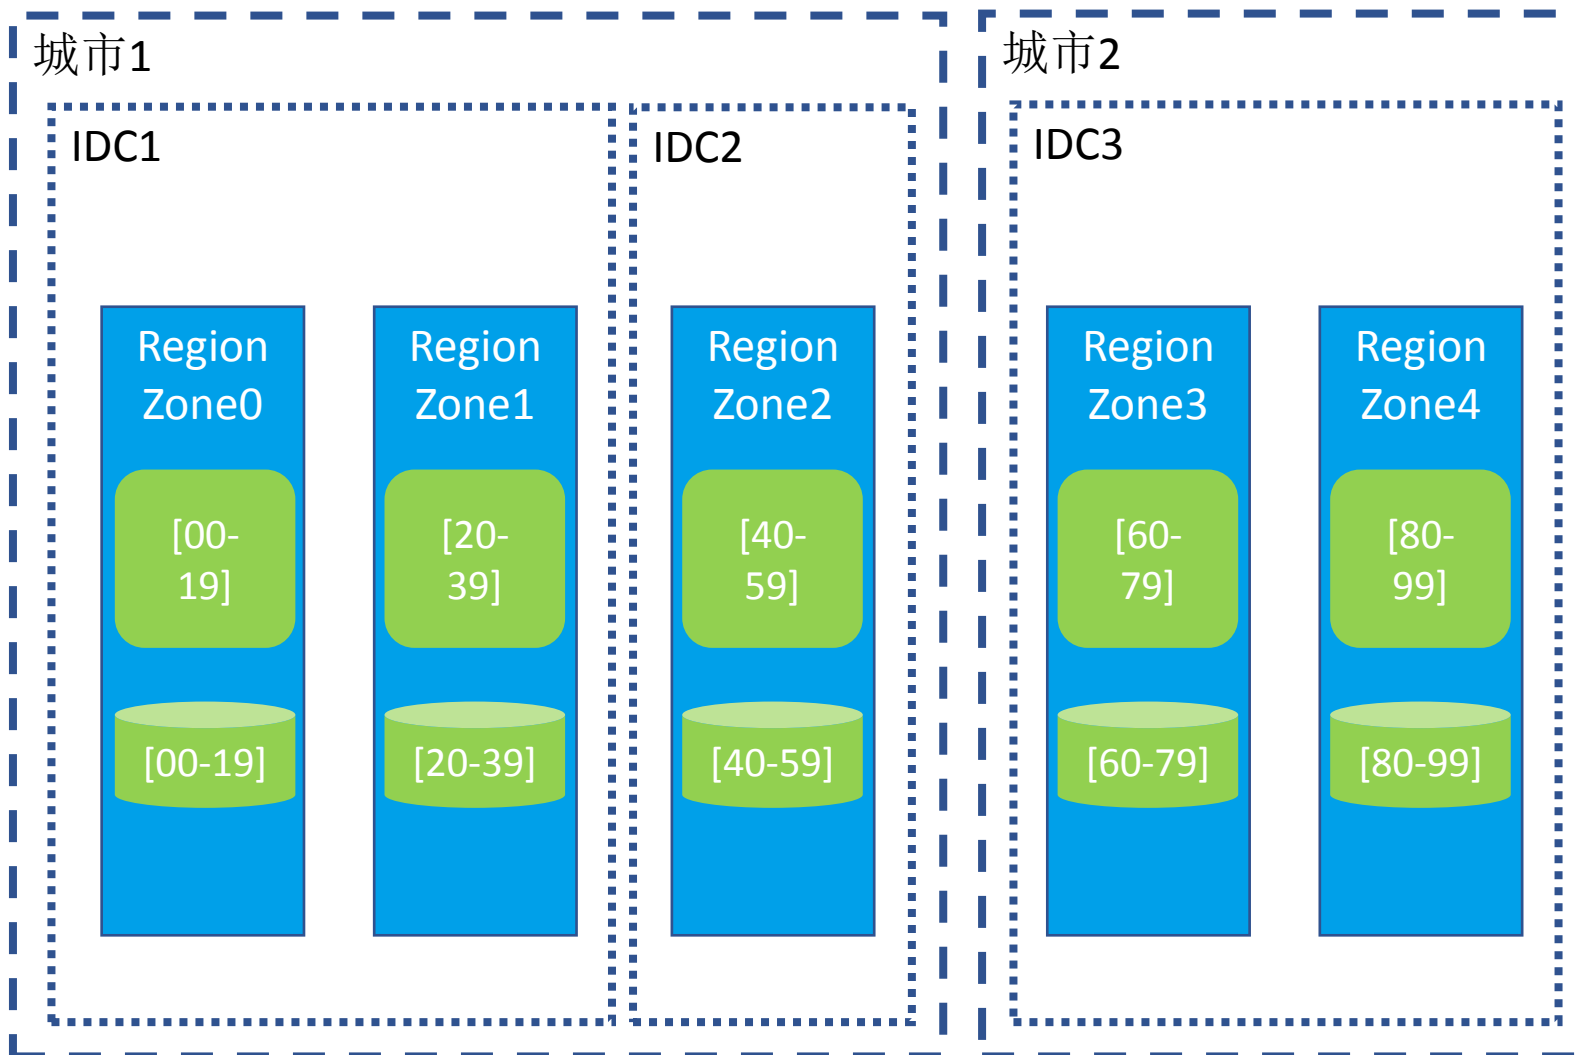 城市1
IDC1
Region
Zone0
[00-
19]
[00-19]
Region
Zone1
[20-
39]
[20-39]
IDC2
Region
Zone2
[40-
59]
[40-59]
城市2
IDC3
Region
Zone3
[60-
79]
[60-79]
Region
Zone4
[80-
99]
[80-99]